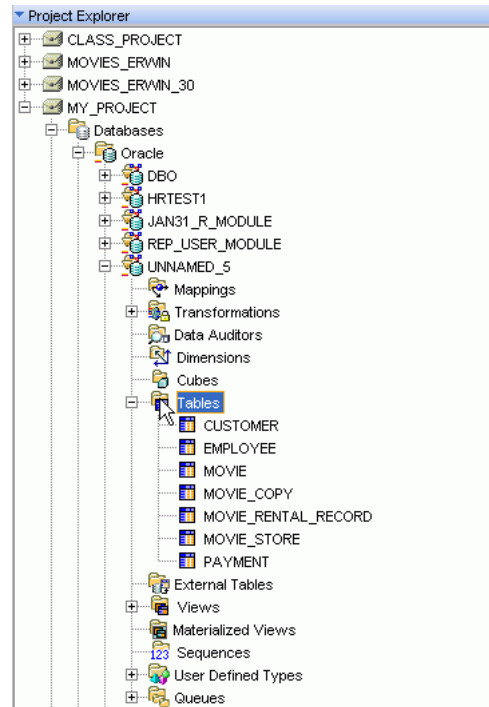 Project Explorer
CLASS_PROJECT
MOVIES_ERWIN
MOVIES_ERWIN_30
MY_PROJECT
Databases
Oracle
DBO
HRTEST1
JAN31_R_MODULE
REP_USER_MODULE
UNNAMED_5
Mappings
Transformations
Data Auditors
Dimensions
Cubes
Tables
CUSTOMER
EMPLOYEE
MOVIE
MOVIE_COPY
MOVIE_RENTAL_RECORD
MOVIE_STORE
PAYMENT
External Tables
Views
Materialized Views
123 Sequences
User Defined Types
Queues